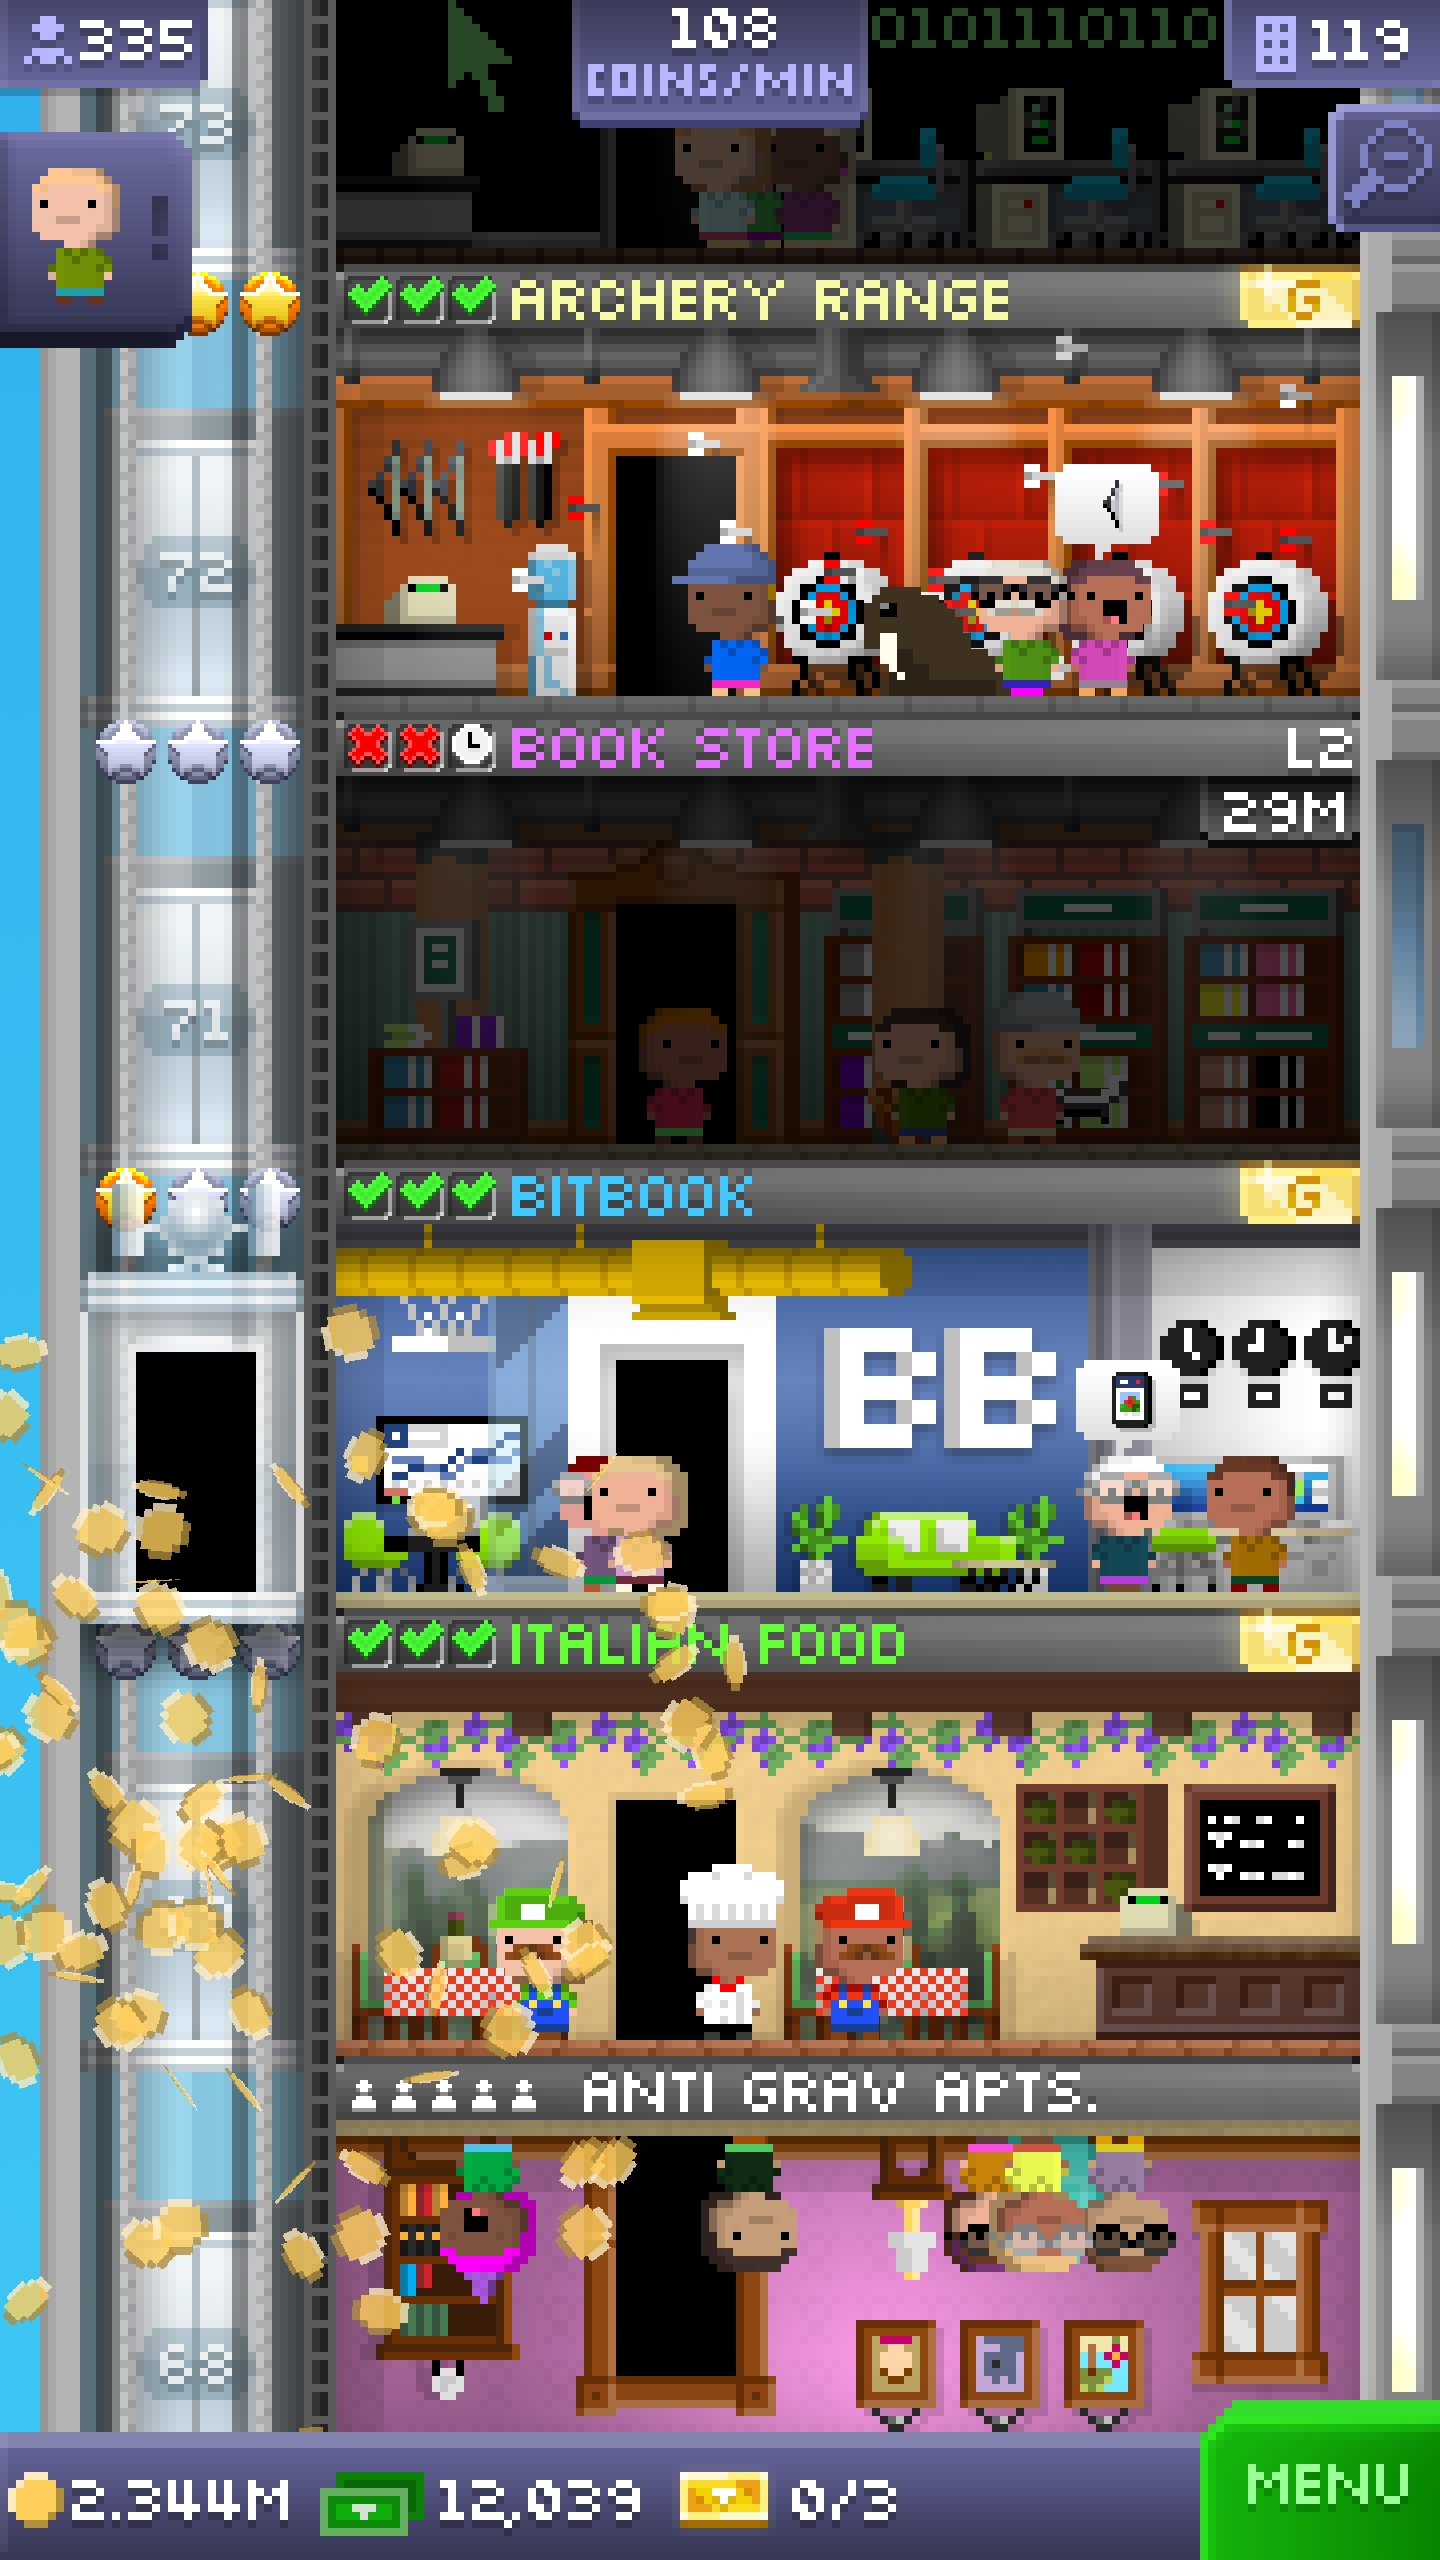 335
108
COINS/MIN
0101110110
119
73
ARCHERY RANGE
G
72
BOOK STORE
L2
29M
71
BITBOOK
G
BB
ITALIAN FOOD
G
ANTI GRAV APTS.
68
2.344M
12,039
0/3
MENU